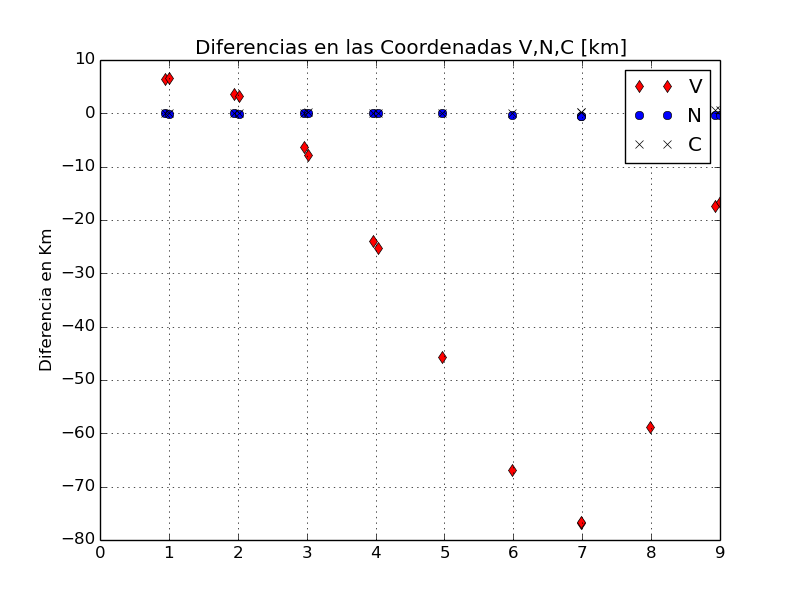 Diferencias en las Coordenadas V,N,C [km]
10
0
−10
−20
−30
−40
−50
−60
−70
−80
Diferencia en Km
V
N
C
0 1 2 3 4 5 6 7 8 9